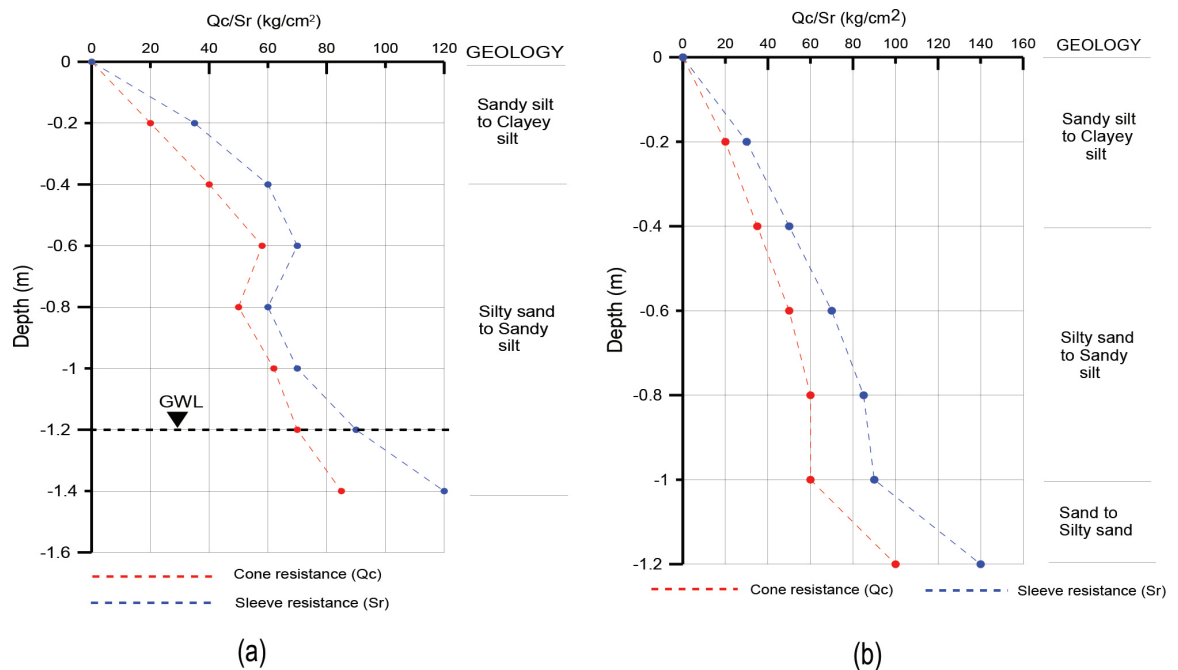 Qc/Sr (kg/cm²)
0 20 40 60 80 100 120
GEOLOGY
0
-0.2
-0.4
-0.6
-0.8
-1
-1.2
-1.4
-1.6
Depth (m)
Sandy silt
to Clayey
silt
Silty sand
to Sandy
silt
GWL
Cone resistance (Qc)
Sleeve resistance (Sr)
(a)
Qc/Sr (kg/cm²)
0 20 40 60 80 100 120 140 160
GEOLOGY
0
-0.2
-0.4
-0.6
-0.8
-1
-1.2
Depth (m)
Sandy silt
to Clayey
silt
Silty sand
to Sandy
silt
Sand to
Silty sand
Cone resistance (Qc)
Sleeve resistance (Sr)
(b)